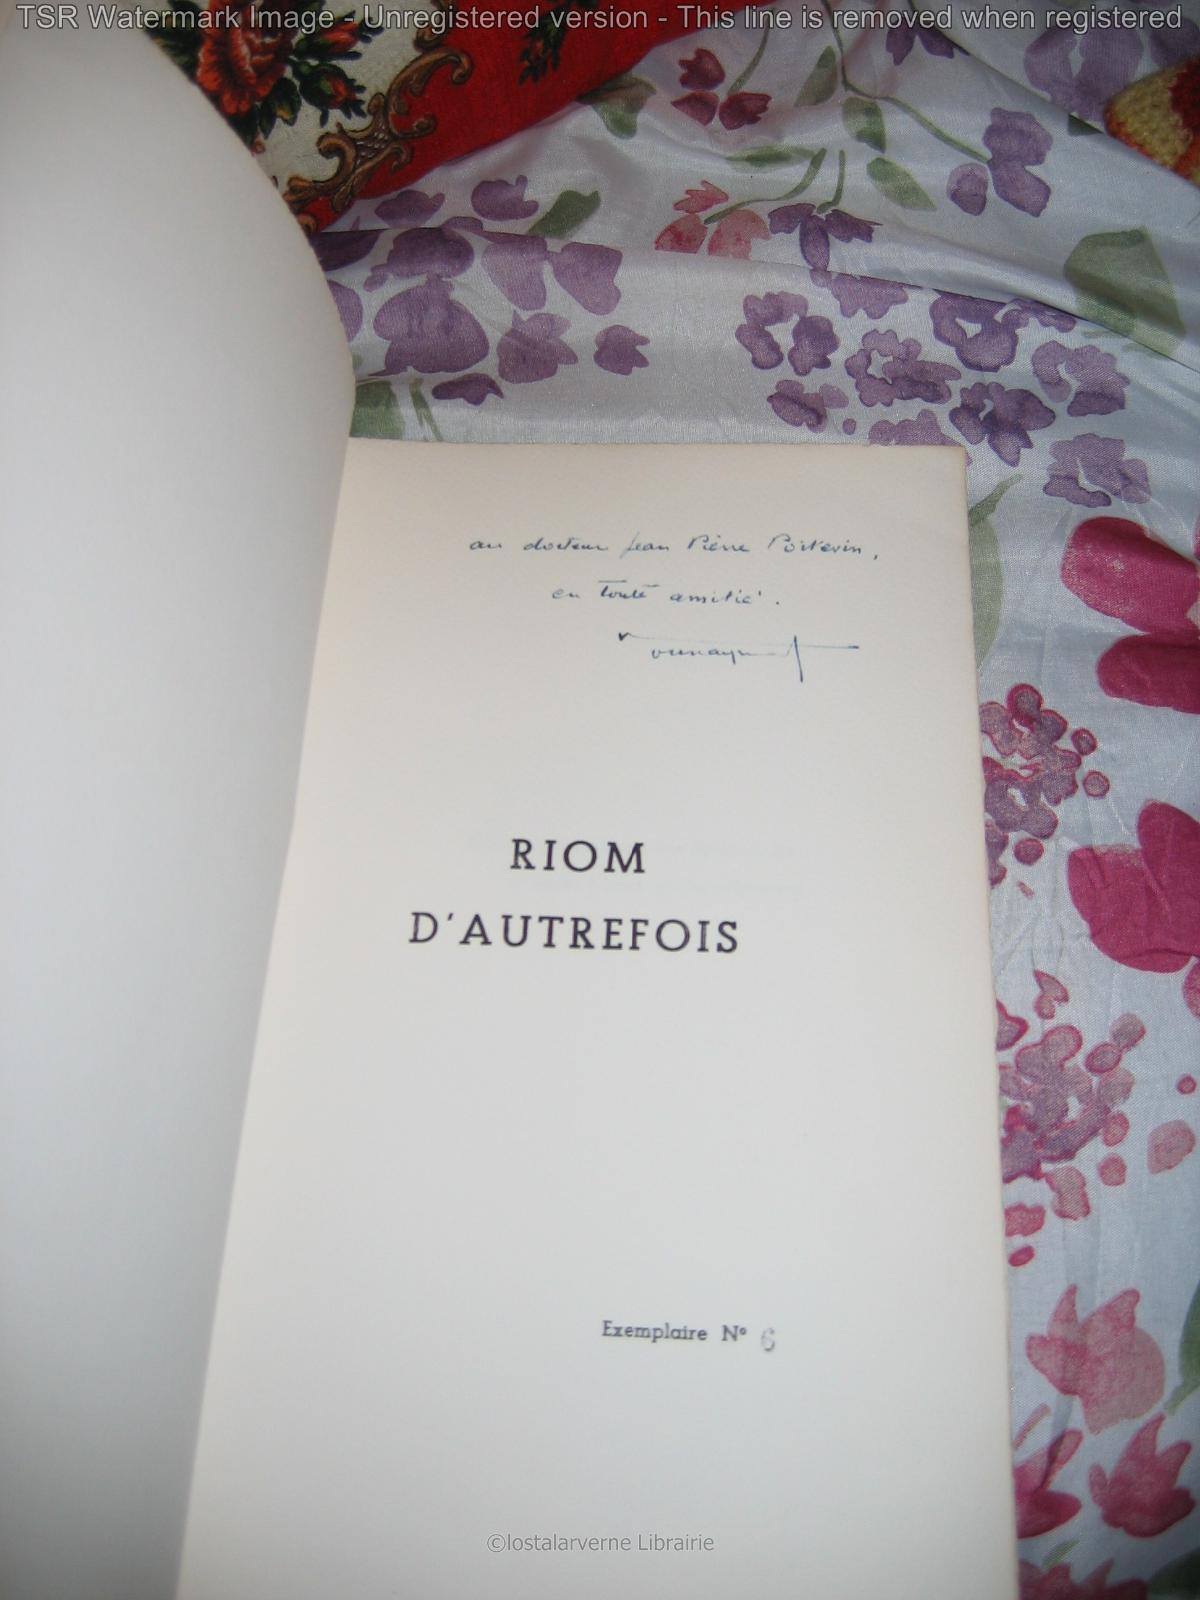 TSR Watermark Image - Unregistered version - This line is removed when registered
au docteur Jean Pierre Poitevin,
en toute amitié.
RIOM
D'AUTREFOIS
Exemplaire Nº 6
©lostalarverne Librairie